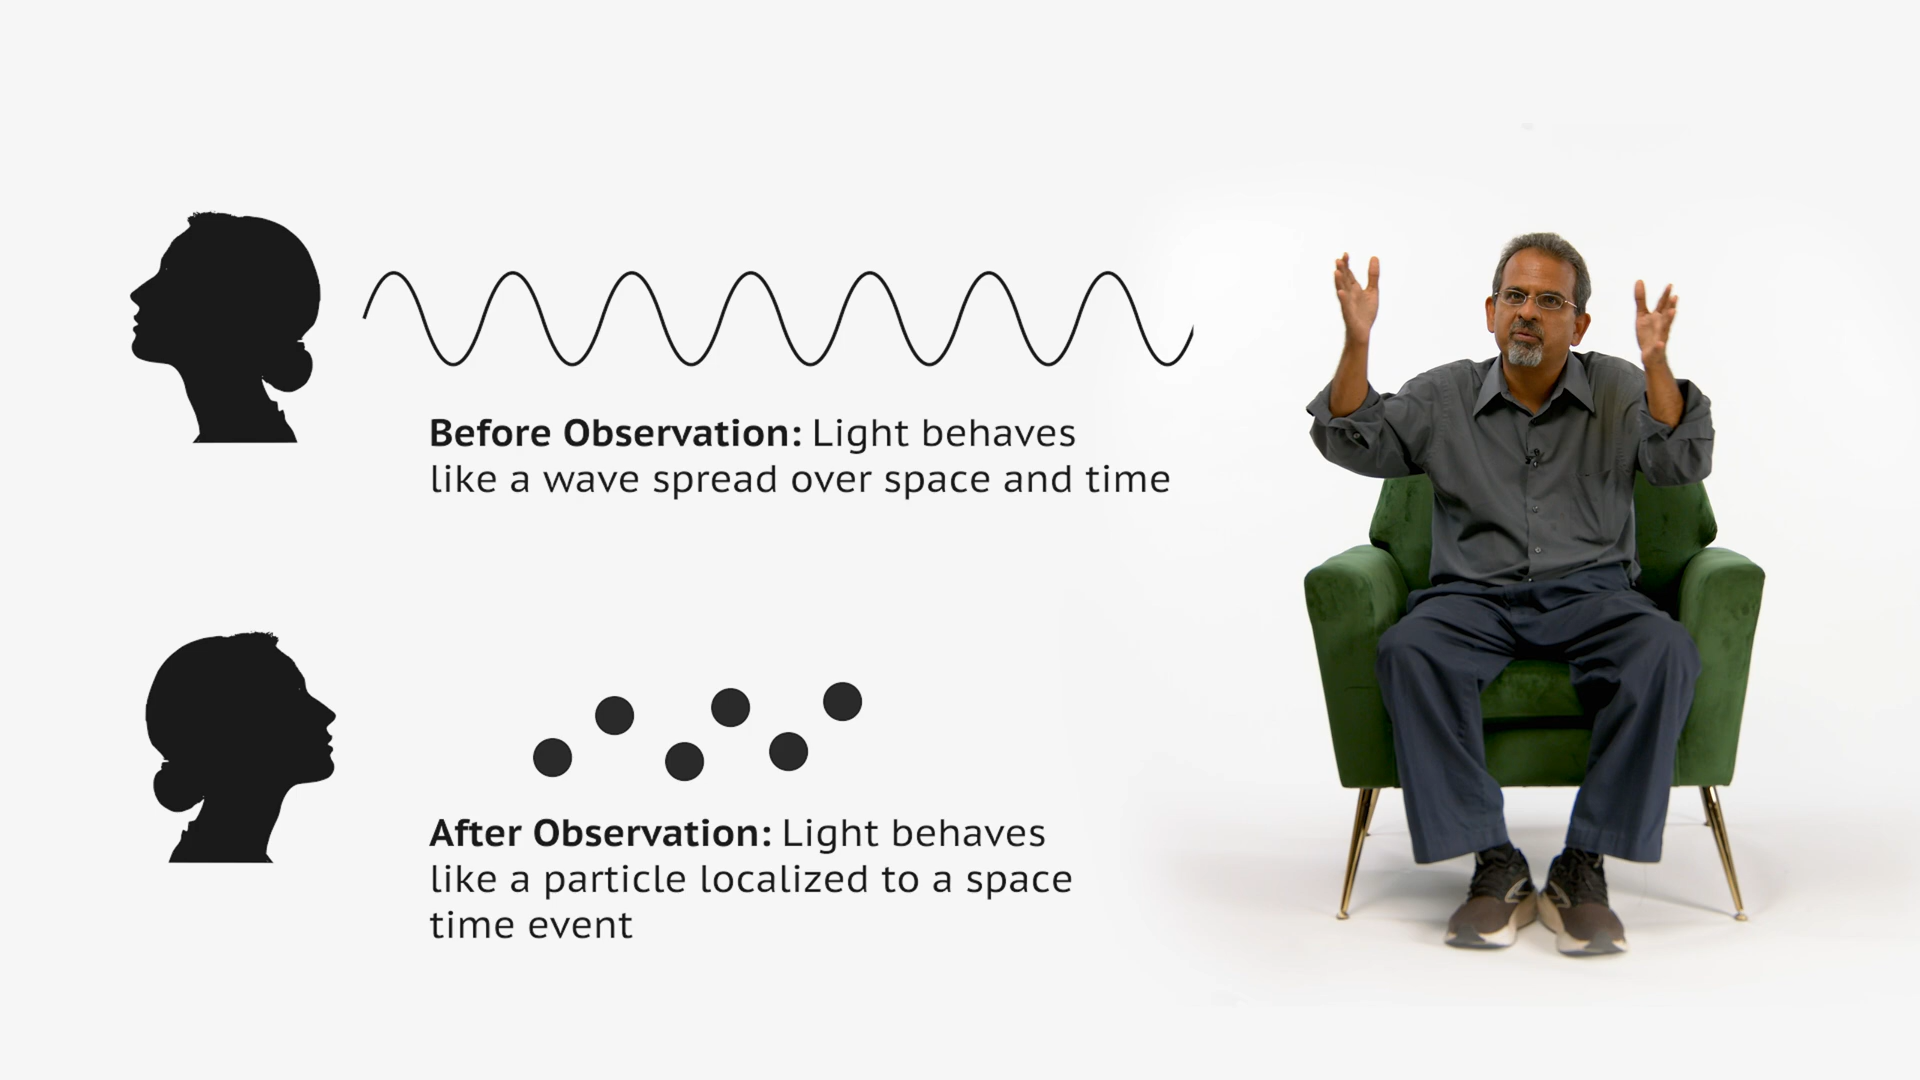 Before Observation: Light behaves
like a wave spread over space and time
After Observation: Light behaves
like a particle localized to a space
time event